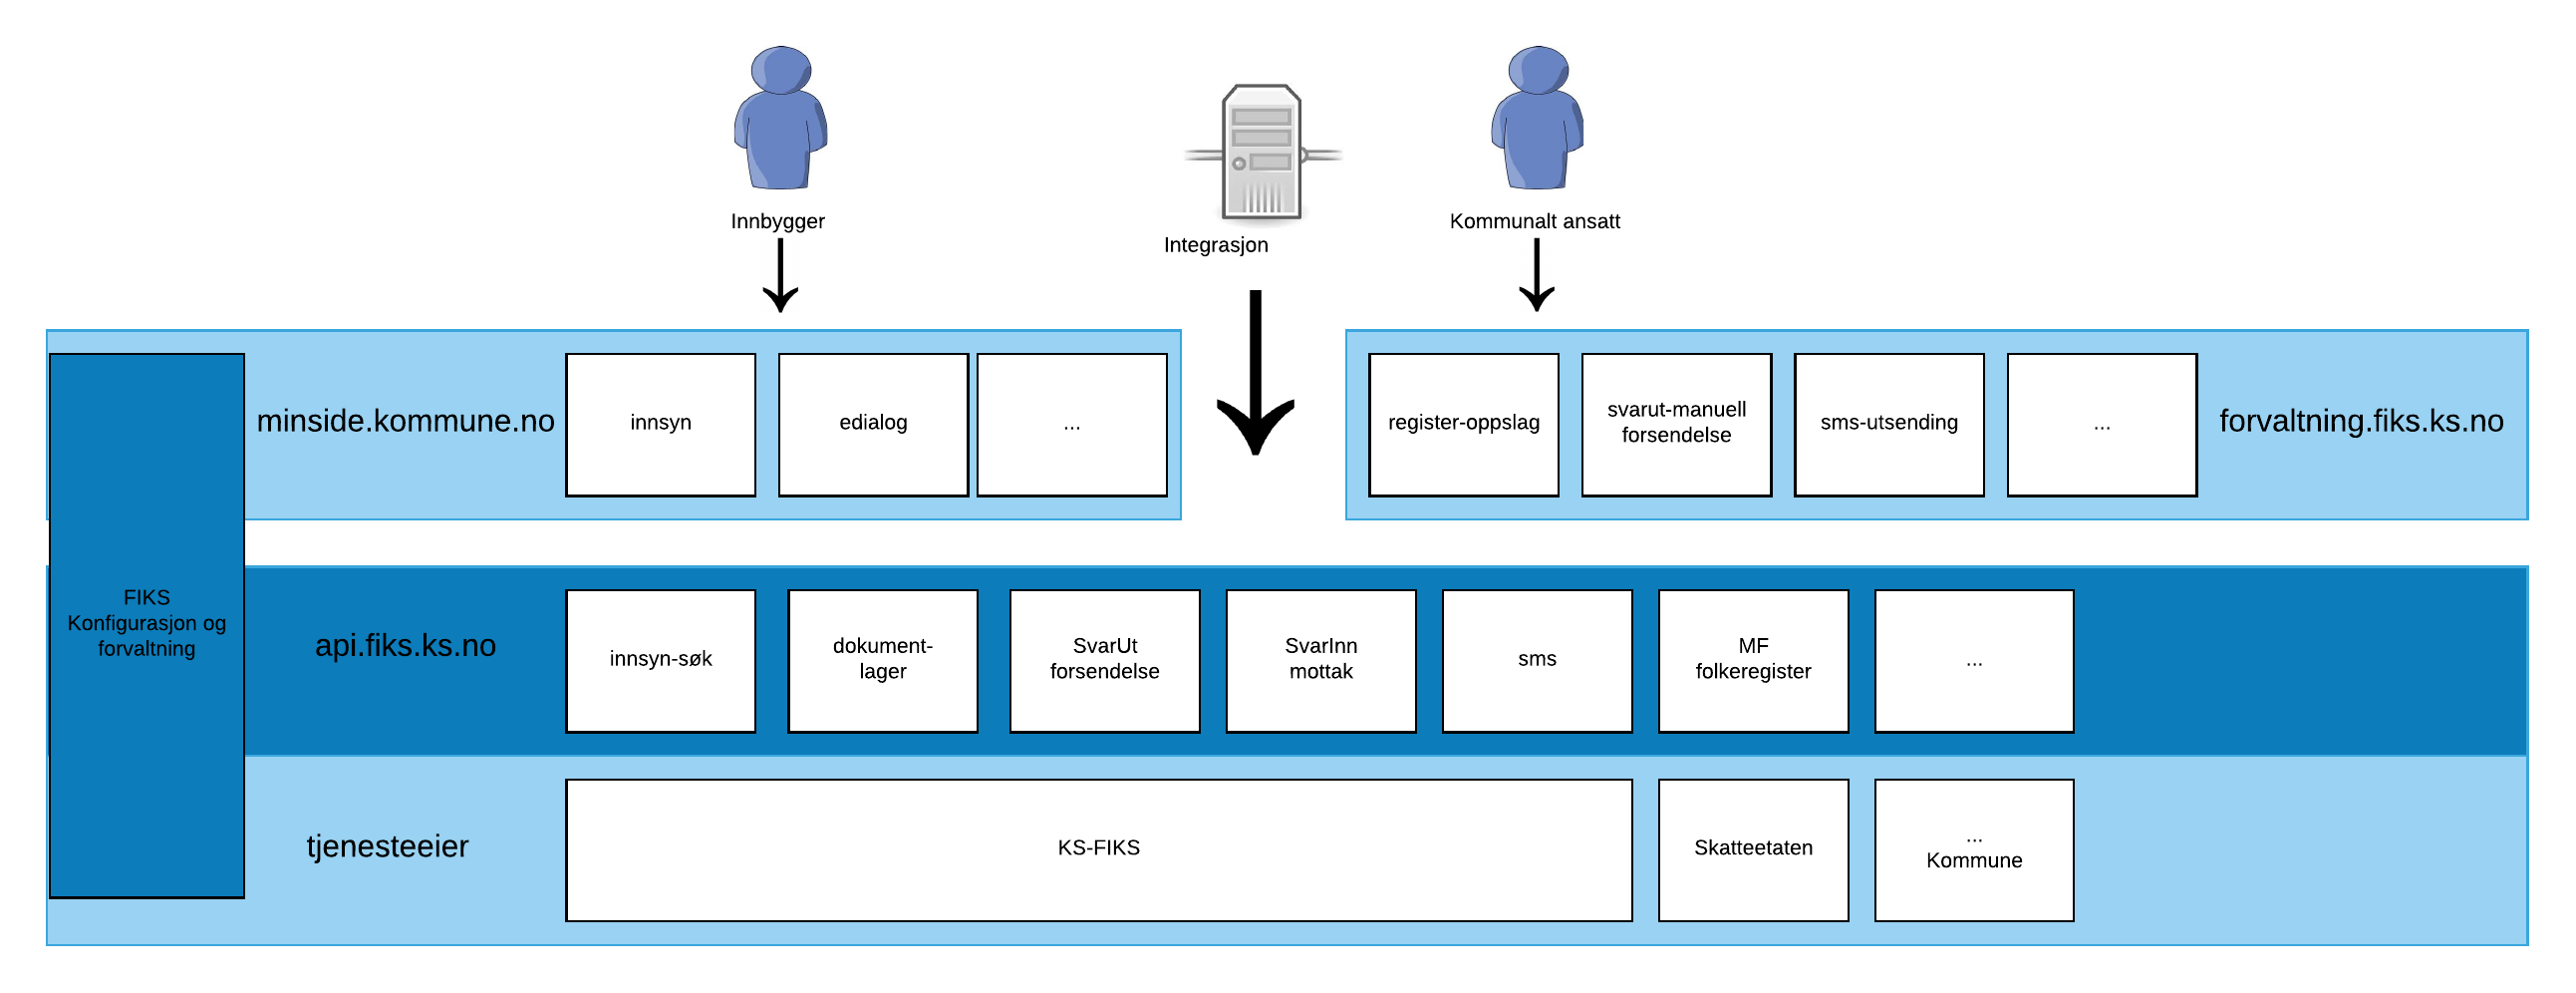 Innbygger
Integrasjon
Kommunalt ansatt
minside.kommune.no
innsyn
edialog
...
register-oppslag
svarut-manuell
forsendelse
sms-utsending
...
forvaltning.fiks.ks.no
FIKS
Konfigurasjon og
forvaltning
api.fiks.ks.no
innsyn-søk
dokument-
lager
SvarUt
forsendelse
SvarInn
mottak
sms
MF
folkeregister
...
tjenesteeier
KS-FIKS
Skatteetaten
...
Kommune